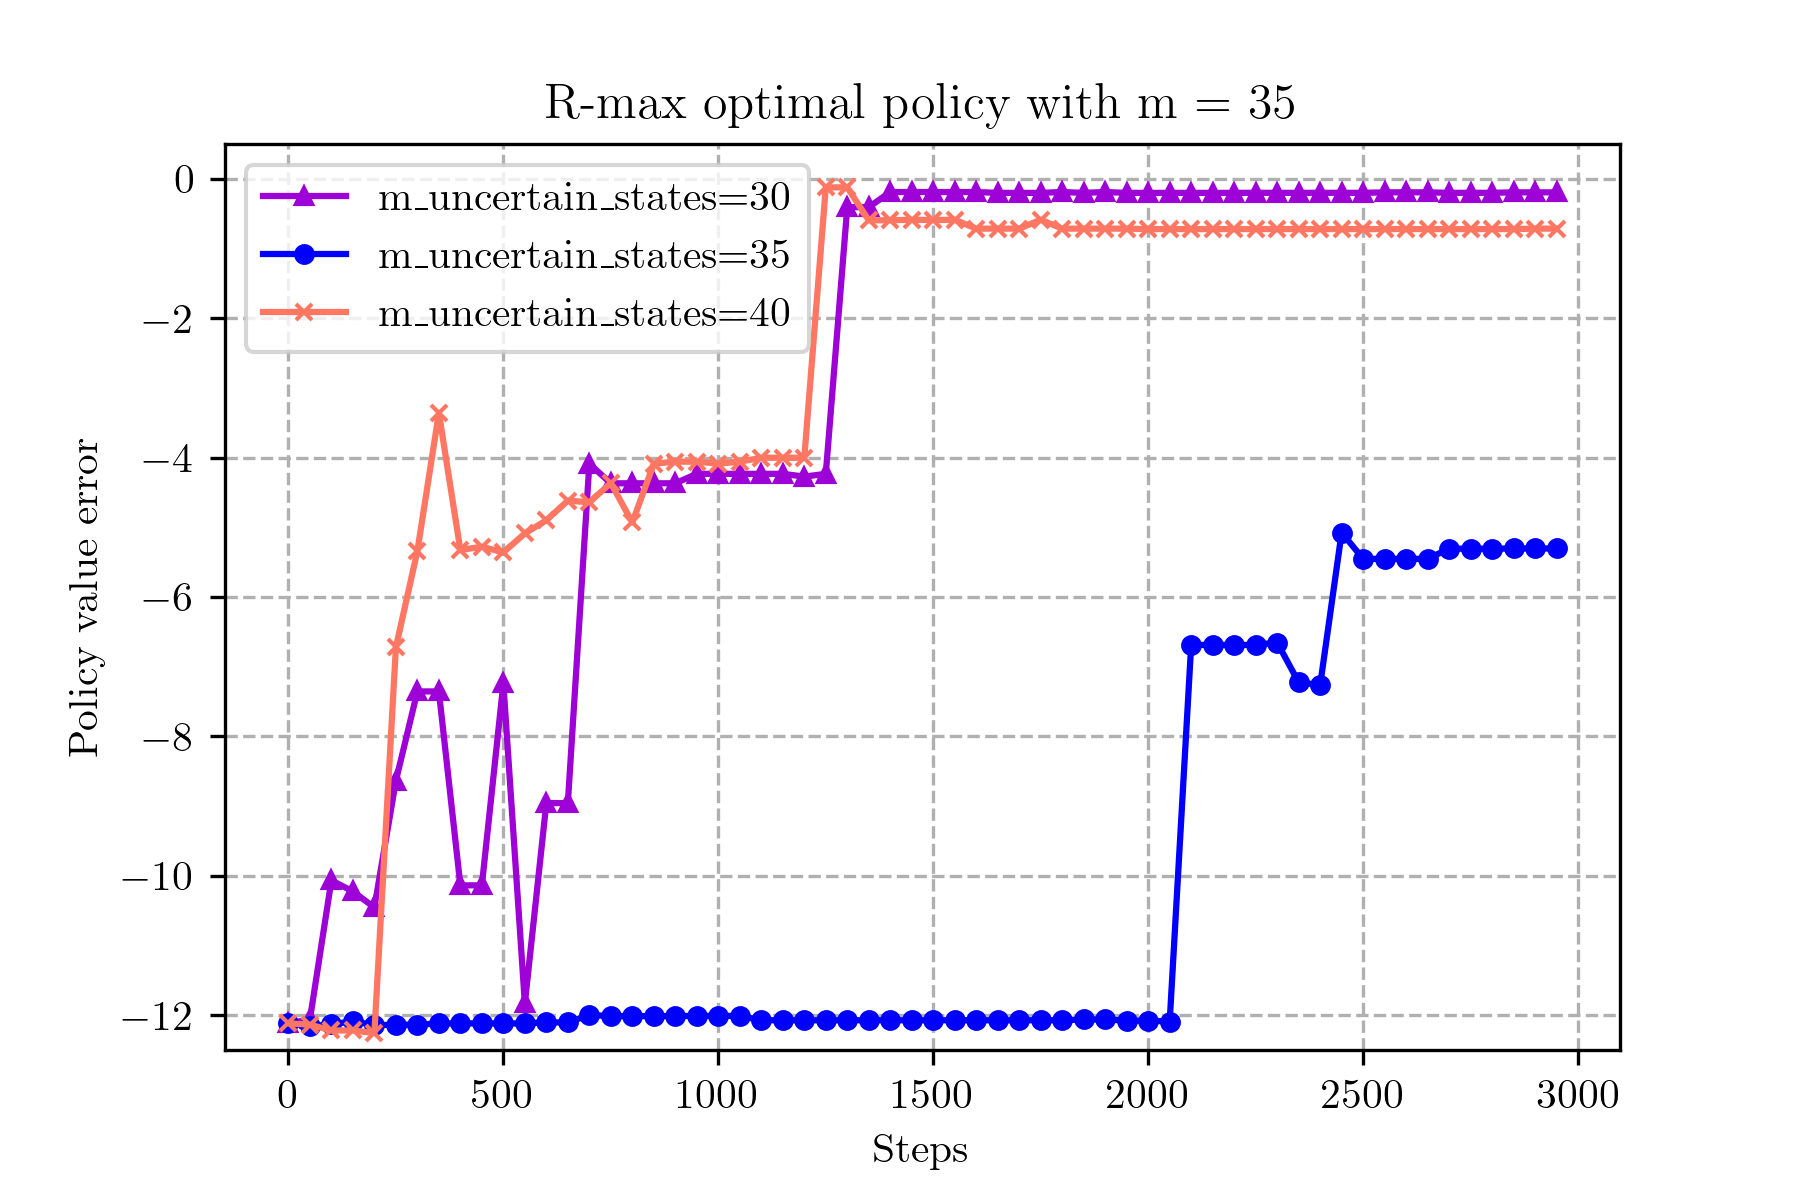 R-max optimal policy with m = 35
m_uncertain_states=30
m_uncertain_states=35
m_uncertain_states=40
Policy value error
0
−2
−4
−6
−8
−10
−12
0 500 1000 1500 2000 2500 3000
Steps